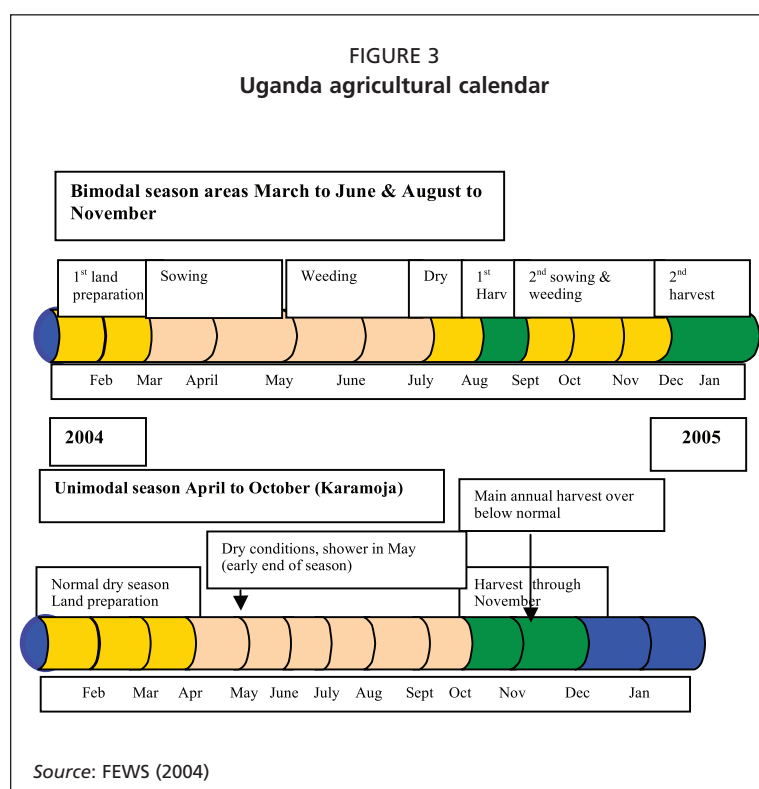 FIGURE 3
Uganda agricultural calendar
Bimodal season areas March to June & August to
November
1st land
preparation
Sowing
Weeding
Dry
1st
Harv
2nd sowing &
weeding
2nd
harvest
Feb Mar April May June July Aug Sept Oct Nov Dec Jan
2004
2005
Unimodal season April to October (Karamoja)
Main annual harvest over
below normal
Dry conditions, shower in May
(early end of season)
Normal dry season
Land preparation
Harvest through
November
Feb Mar Apr May June July Aug Sept Oct Nov Dec Jan
Source: FEWS (2004)